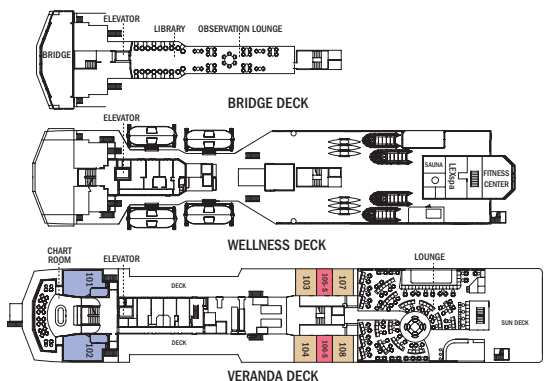 ELEVATOR
LIBRARY
OBSERVATION LOUNGE
BRIDGE
BRIDGE DECK
ELEVATOR
SAUNA
LEXspa
FITNESS
CENTER
WELLNESS DECK
CHART
ROOM
ELEVATOR
LOUNGE
101
DECK
103
105-S
107
SUN DECK
102
DECK
104
106-S
108
VERANDA DECK